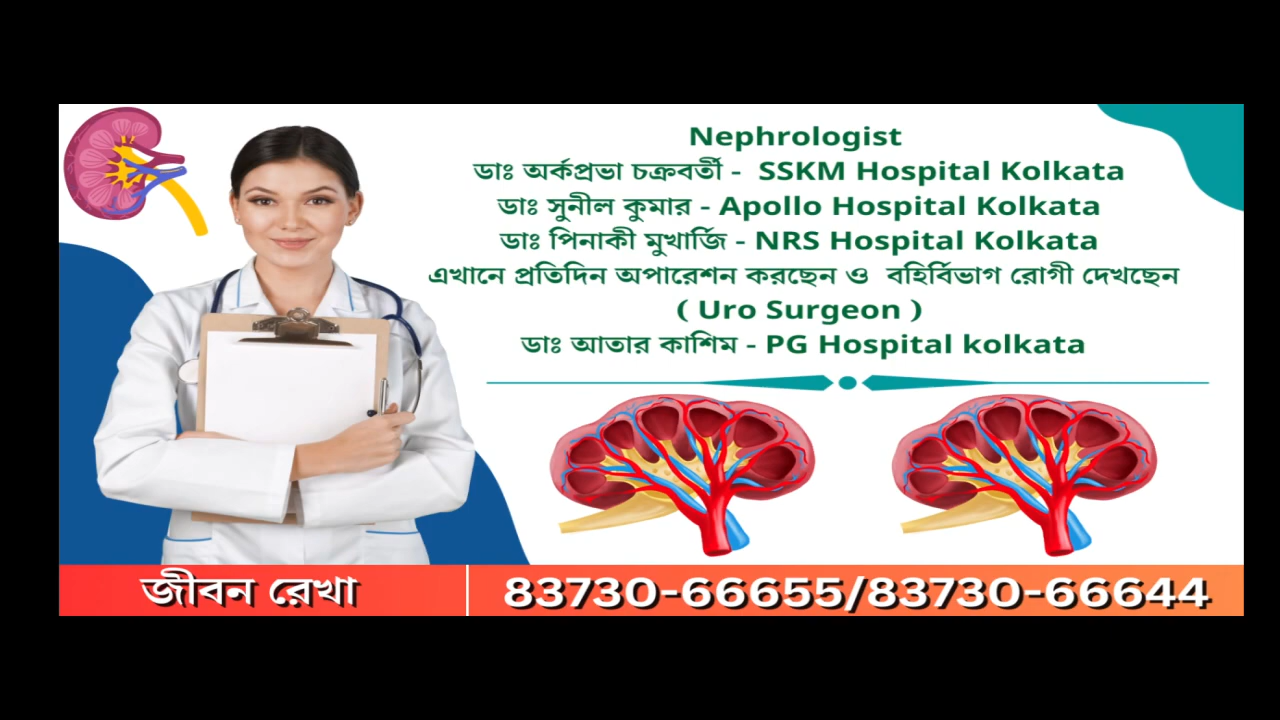 Nephrologist
ডাঃ অর্কপ্রভা চক্রবর্তী - SSKM Hospital Kolkata
ডাঃ সুনীল কুমার - Apollo Hospital Kolkata
ডাঃ পিনাকী মুখার্জি - NRS Hospital Kolkata
এখানে প্রতিদিন অপারেশন করছেন ও বহির্বিভাগ রোগী দেখছেন
( Uro Surgeon )
ডাঃ আতার কাশিম - PG Hospital kolkata
জীবন রেখা
83730-66655/83730-66644